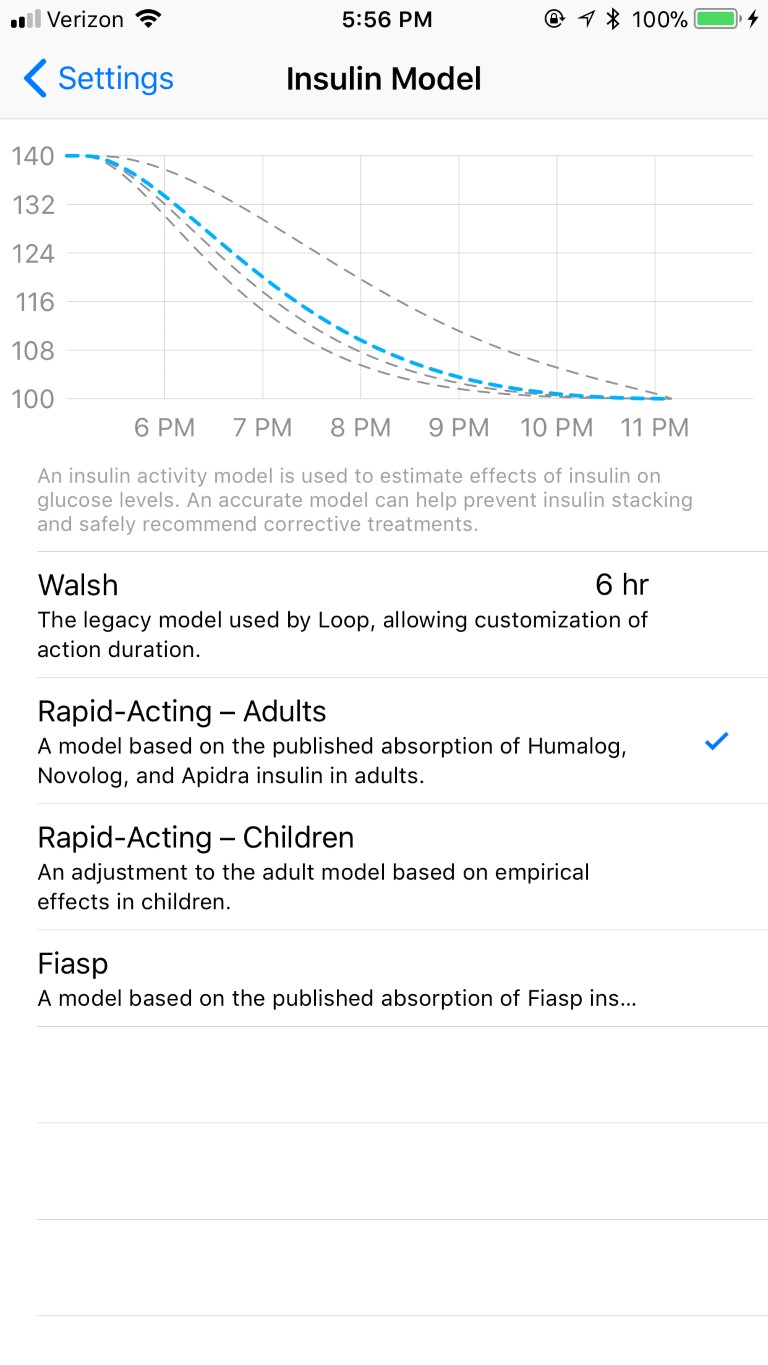 Verizon 5:56 PM 100%
Settings Insulin Model
140
132
124
116
108
100
6 PM 7 PM 8 PM 9 PM 10 PM 11 PM
An insulin activity model is used to estimate effects of insulin on
glucose levels. An accurate model can help prevent insulin stacking
and safely recommend corrective treatments.
Walsh 6 hr
The legacy model used by Loop, allowing customization of
action duration.
Rapid-Acting – Adults
A model based on the published absorption of Humalog,
Novolog, and Apidra insulin in adults.
Rapid-Acting – Children
An adjustment to the adult model based on empirical
effects in children.
Fiasp
A model based on the published absorption of Fiasp ins...